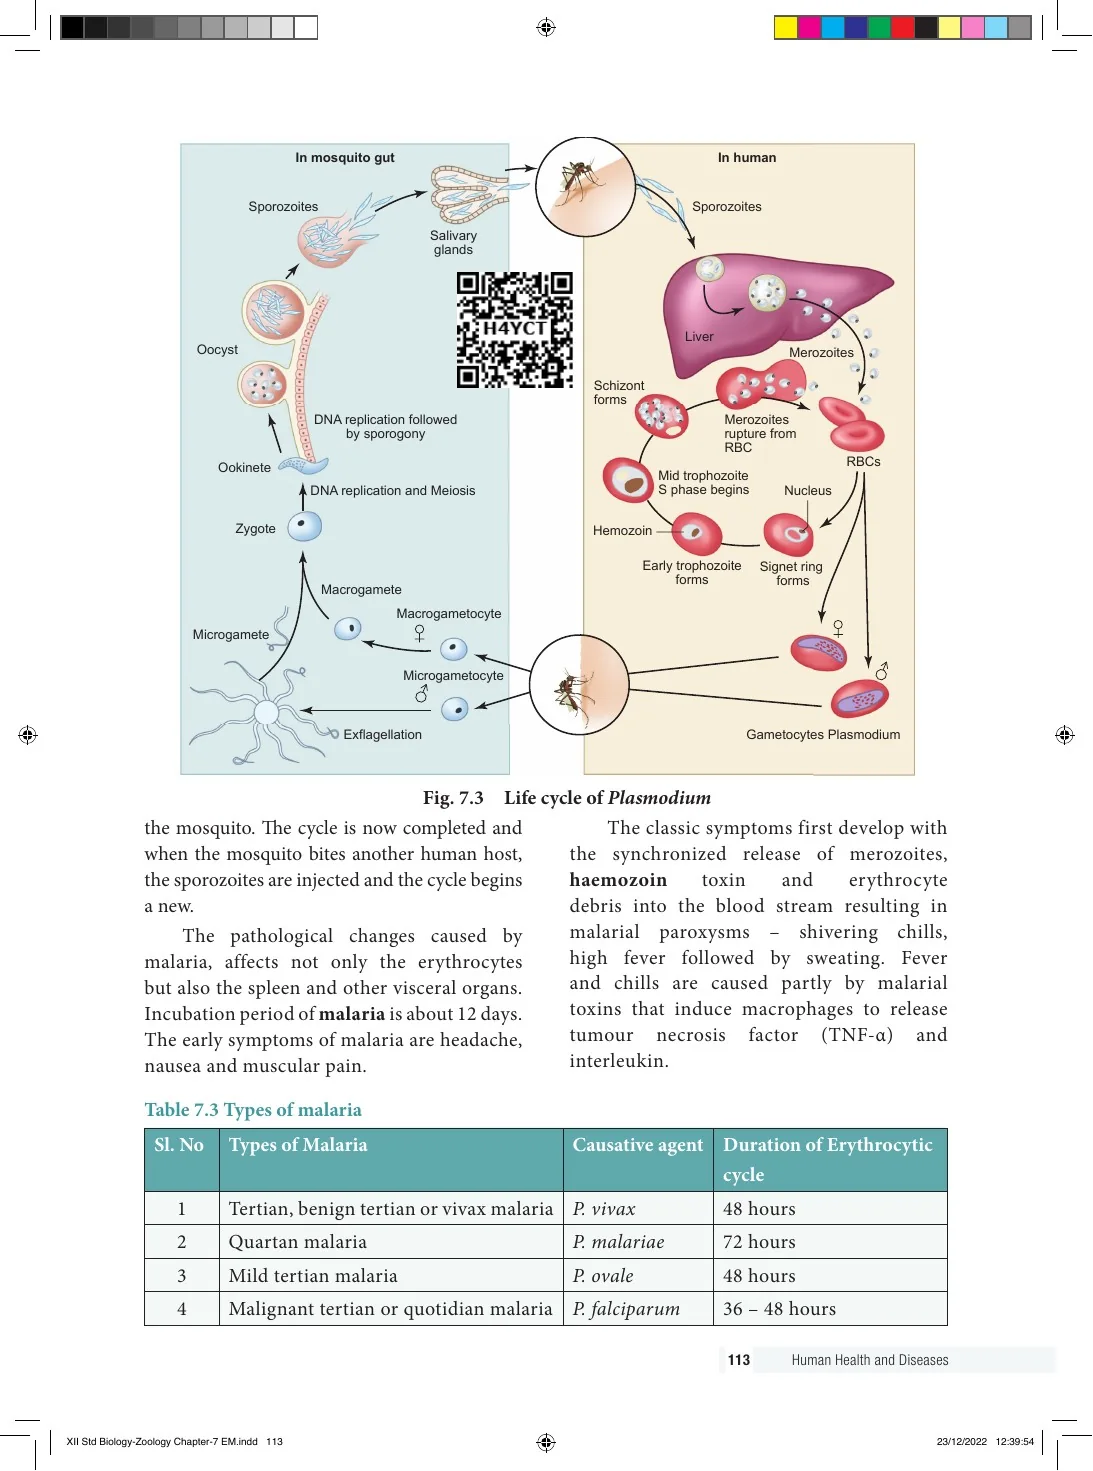 In mosquito gut
In human
Sporozoites
Salivary
glands
H4YCT
Oocyst
DNA replication followed
by sporogony
Ookinete
DNA replication and Meiosis
Zygote
Macrogamete
Macrogametocyte
♀
Microgamete
Microgametocyte
♂
Exflagellation
Sporozoites
Liver
Merozoites
Schizont
forms
Merozoites
rupture from
RBC
RBCs
Mid trophozoite
S phase begins
Nucleus
Hemozoin
Early trophozoite
forms
Signet ring
forms
♀
♂
Gametocytes Plasmodium
Fig. 7.3 Life cycle of Plasmodium
the mosquito. The cycle is now completed and
when the mosquito bites another human host,
the sporozoites are injected and the cycle begins
a new.
The pathological changes caused by
malaria, affects not only the erythrocytes
but also the spleen and other visceral organs.
Incubation period of malaria is about 12 days.
The early symptoms of malaria are headache,
nausea and muscular pain.
The classic symptoms first develop with
the synchronized release of merozoites,
haemozoin toxin and erythrocyte
debris into the blood stream resulting in
malarial paroxysms – shivering chills,
high fever followed by sweating. Fever
and chills are caused partly by malarial
toxins that induce macrophages to release
tumour necrosis factor (TNF-α) and
interleukin.
Table 7.3 Types of malaria
Sl. No Types of Malaria Causative agent Duration of Erythrocytic
cycle
1 Tertian, benign tertian or vivax malaria P. vivax 48 hours
2 Quartan malaria P. malariae 72 hours
3 Mild tertian malaria P. ovale 48 hours
4 Malignant tertian or quotidian malaria P. falciparum 36 – 48 hours
113 Human Health and Diseases
XII Std Biology-Zoology Chapter-7 EM.indd 113
23/12/2022 12:39:54